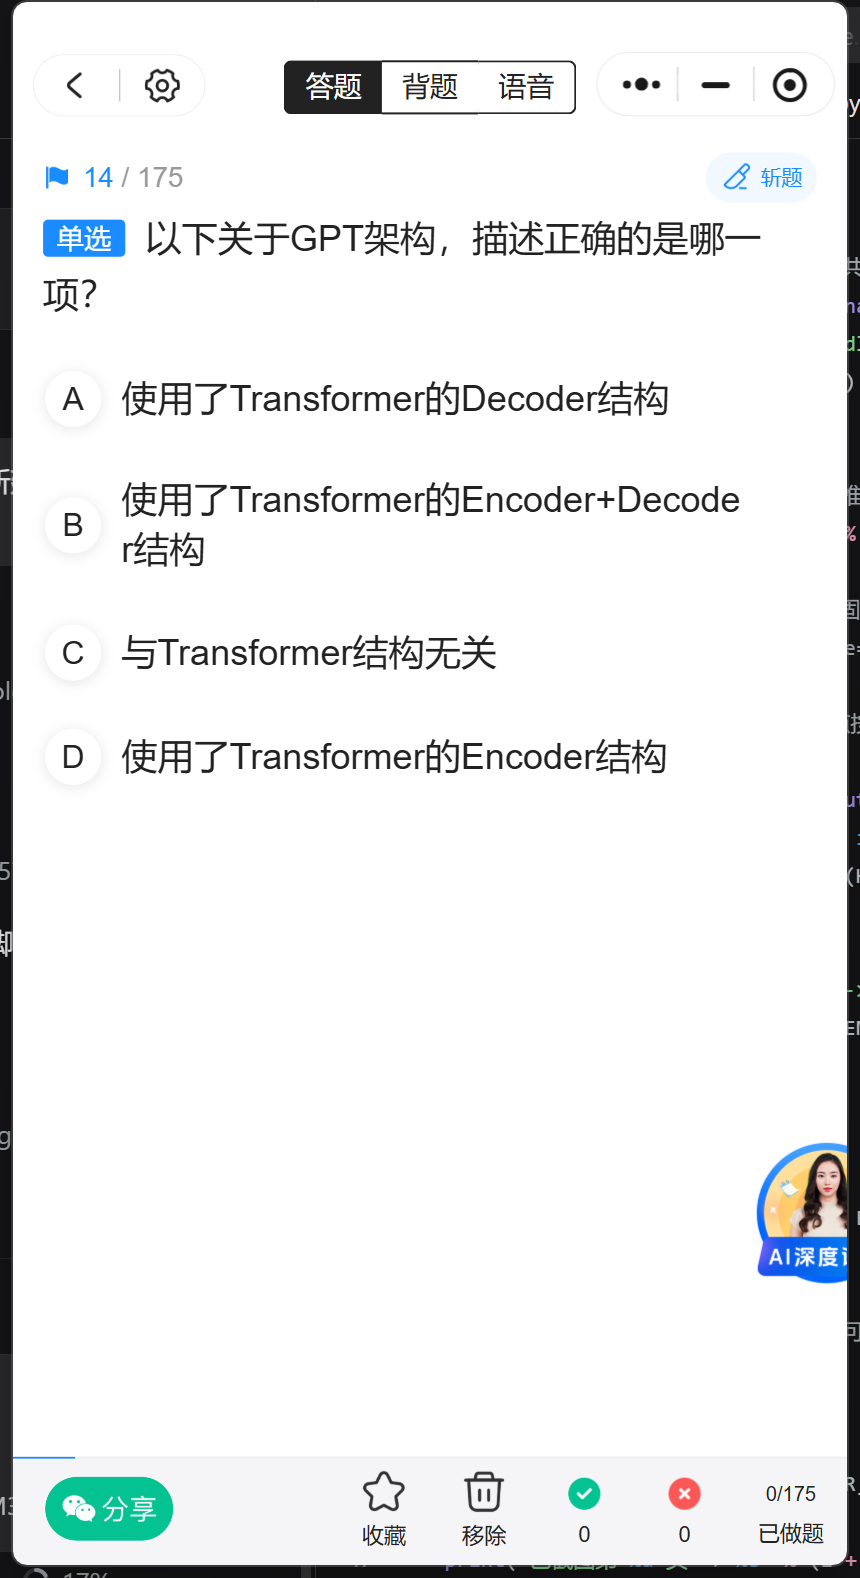 答题 背题 语音
14 / 175
斩题
单选 以下关于GPT架构，描述正确的是哪一
项？
A 使用了Transformer的Decoder结构
B 使用了Transformer的Encoder+Decode
r结构
C 与Transformer结构无关
D 使用了Transformer的Encoder结构
AI深度
分享
收藏
移除
0
0
0/175
已做题
17%